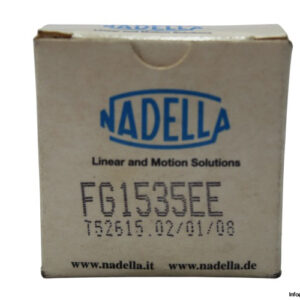 NADELLA
Linear and Motion Solutions
FG1535EE
T52615.02/01/08
www.nadella.it www.nadella.de